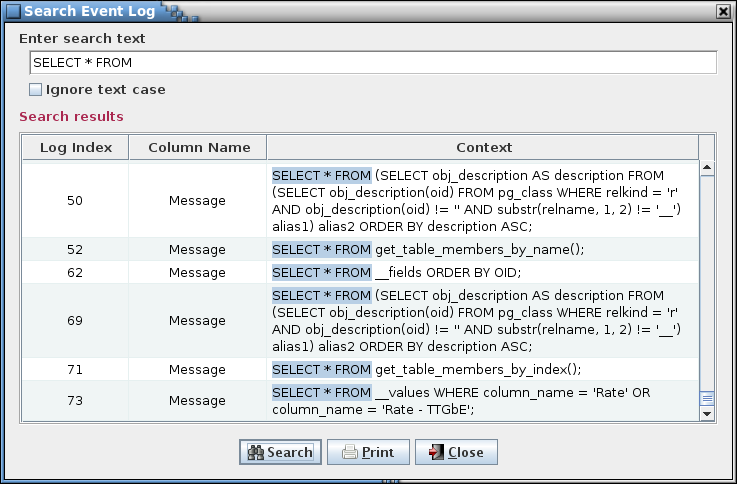 Search Event Log
Enter search text
SELECT * FROM
Ignore text case
Search results
Log Index Column Name Context
50 Message SELECT * FROM (SELECT obj_description AS description FROM
(SELECT obj_description(oid) FROM pg_class WHERE relkind = 'r'
AND obj_description(oid) != '' AND substr(relname, 1, 2) != '__')
alias1) alias2 ORDER BY description ASC;
52 Message SELECT * FROM get_table_members_by_name();
62 Message SELECT * FROM __fields ORDER BY OID;
69 Message SELECT * FROM (SELECT obj_description AS description FROM
(SELECT obj_description(oid) FROM pg_class WHERE relkind = 'r'
AND obj_description(oid) != '' AND substr(relname, 1, 2) != '__')
alias1) alias2 ORDER BY description ASC;
71 Message SELECT * FROM get_table_members_by_index();
73 Message SELECT * FROM __values WHERE column_name = 'Rate' OR
column_name = 'Rate - TTGbE';
Search Print Close